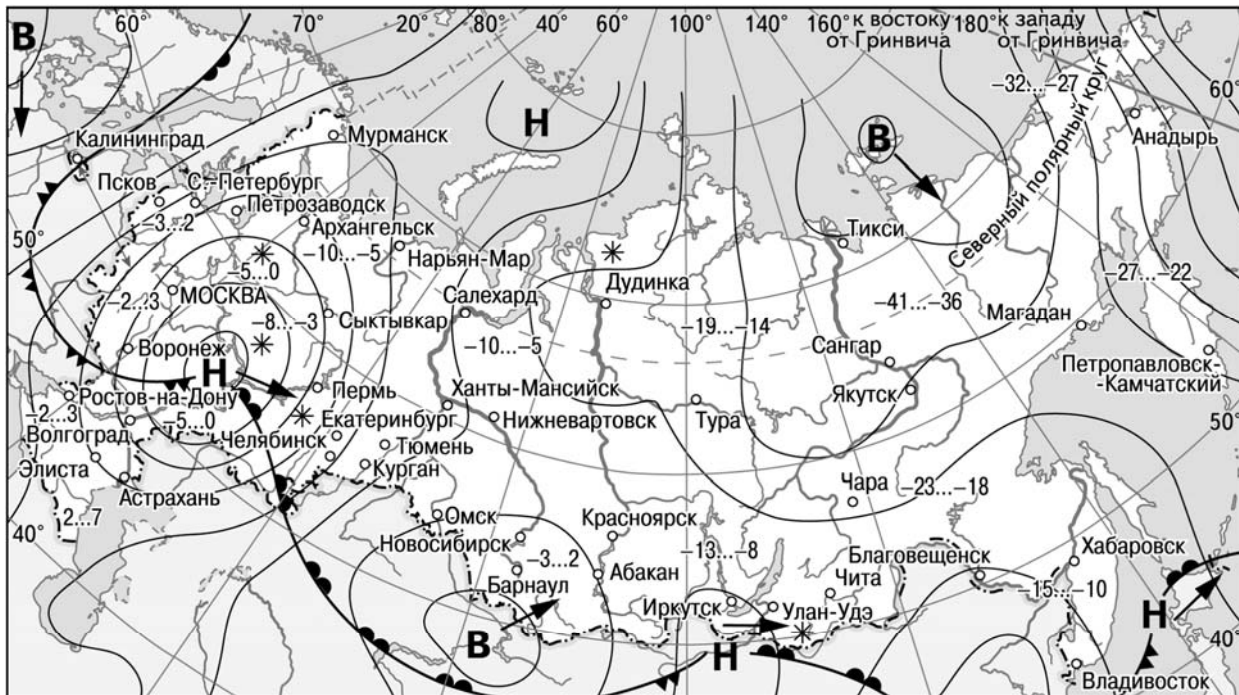 60°
70°
20°
80°
40°
60°
100°
140°
160°
к востоку
от Гринвича
180°
к западу
от Гринвича
60°
В
Н
–32...–27
Северный полярный круг
Анадырь
Калининград
Мурманск
В
Псков
С.–Петербург
Петрозаводск
–3...2
Архангельск
50°
–10...–5
Нарьян-Мар
Тикси
–5...0
Дудинка
–27...–22
–2...3
МОСКВА
Салехард
–41...–36
Магадан
–8...–3
Сыктывкар
–19...–14
–10...–5
Сангар
Воронеж
Н
Пермь
Ханты-Мансийск
Якутск
Петропавловск-
-Камчатский
Ростов-на-Дону
–2...3
–5...0
Екатеринбург
Нижневартовск
Тура
50°
Волгоград
Челябинск
Тюмень
Элиста
Курган
Астрахань
Чара
–23...–18
2...7
Омск
Красноярск
40°
Новосибирск
–13...–8
Благовещенск
Хабаровск
–3...2
Барнаул
Абакан
Чита
–15...–10
Иркутск
Улан-Удэ
Н
40°
В
Н
Владивосток